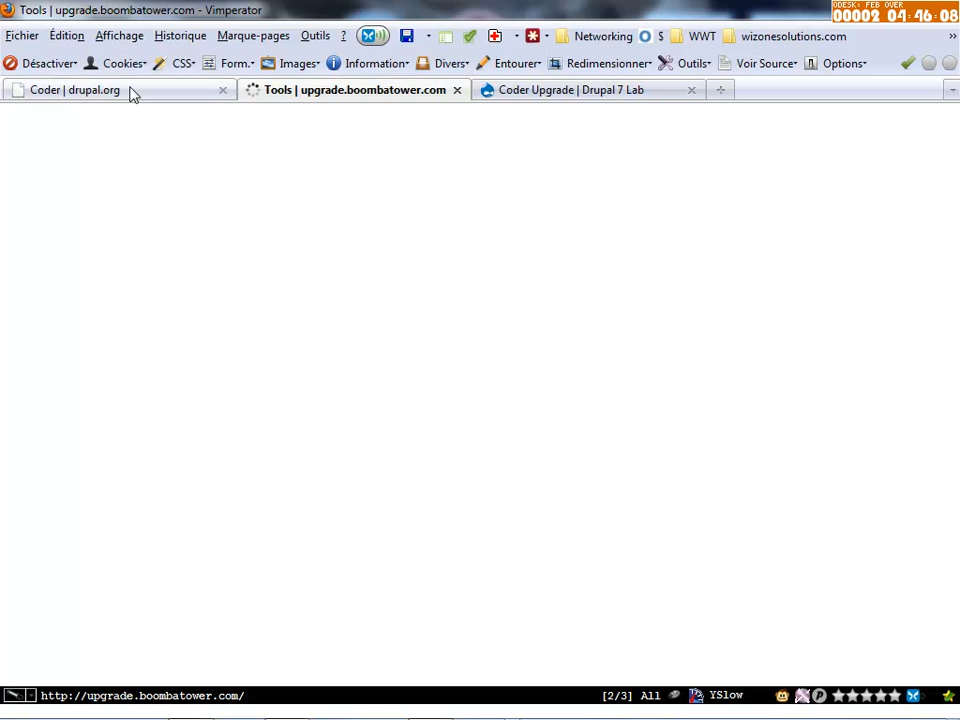 Tools | upgrade.boombatower.com - Vimperator
ODESK: FEB OVER
00002 04:46:08
Fichier Édition Affichage Historique Marque-pages Outils ? Networking $ WWT wizonesolutions.com »
Désactiver Cookies CSS Form. Images Information Divers Entourer Redimensionner Outils Voir Source Options
Coder | drupal.org Tools | upgrade.boombatower.com Coder Upgrade | Drupal 7 Lab
http://upgrade.boombatower.com/ [2/3] All YSlow